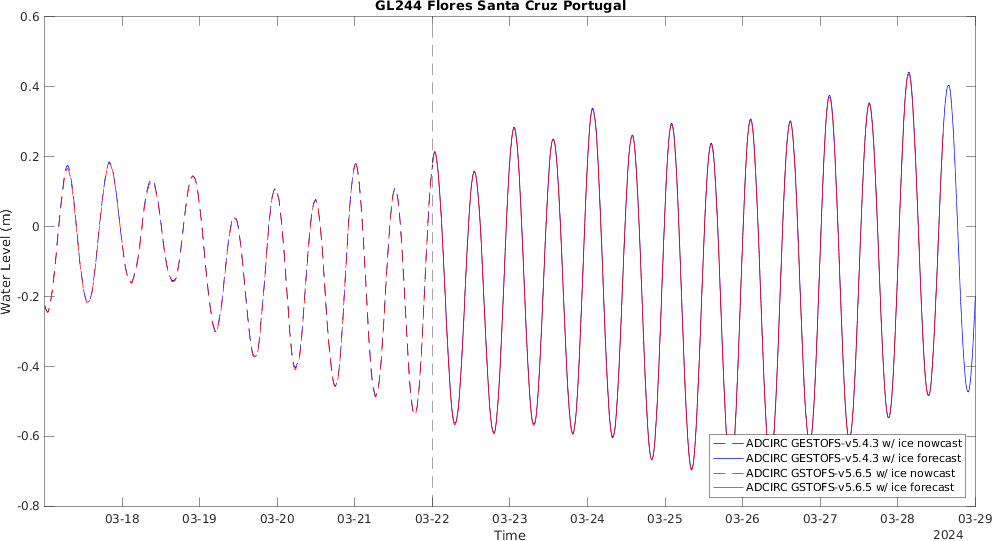 GL244 Flores Santa Cruz Portugal
0.6
0.4
0.2
0
-0.2
-0.4
-0.6
-0.8
Water Level (m)
ADCIRC GESTOFS-v5.4.3 w/ ice nowcast
ADCIRC GESTOFS-v5.4.3 w/ ice forecast
ADCIRC GSTOFS-v5.6.5 w/ ice nowcast
ADCIRC GSTOFS-v5.6.5 w/ ice forecast
03-18 03-19 03-20 03-21 03-22 03-23 03-24 03-25 03-26 03-27 03-28 03-29
Time
2024